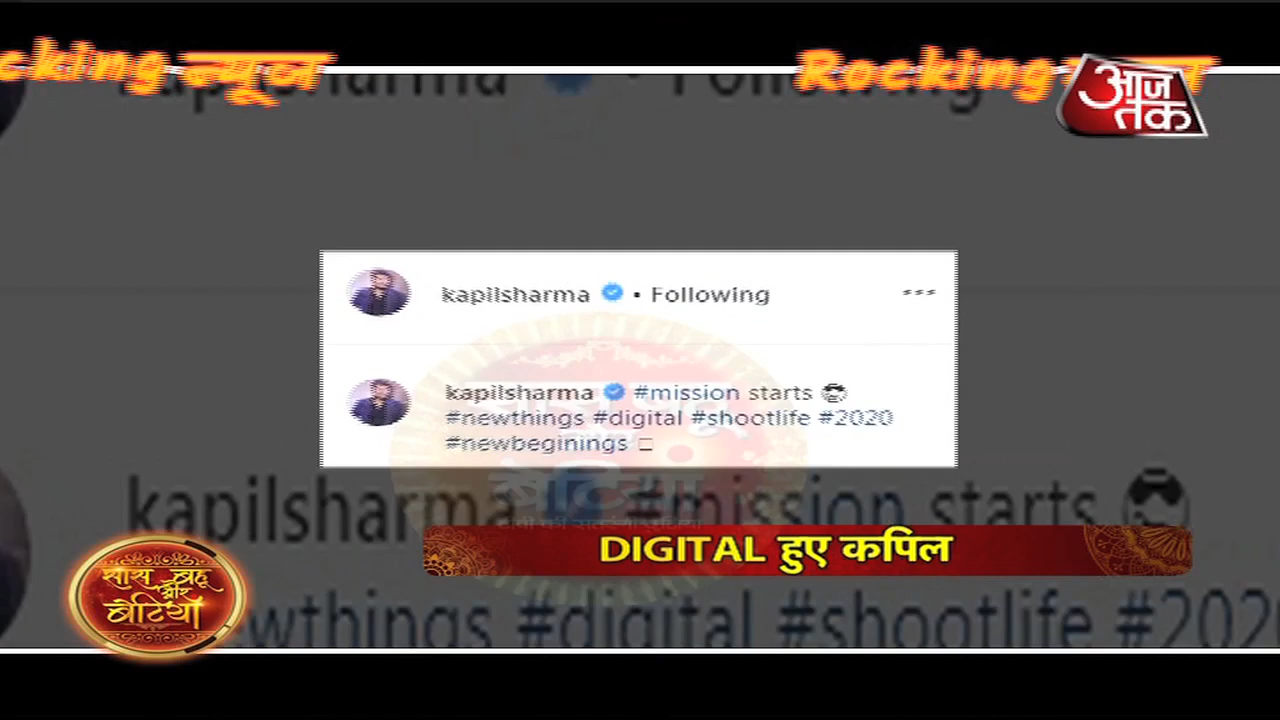 cking न्यूज
Rocking
आज
तक
kapilsharma • Following
kapilsharma #mission starts
#newthings #digital #shootlife #2020
#newbeginings
kapilsharma #mission starts
DIGITAL हुए कपिल
सास बहू
और
बेटियां
wthings #digital #shootlife #202